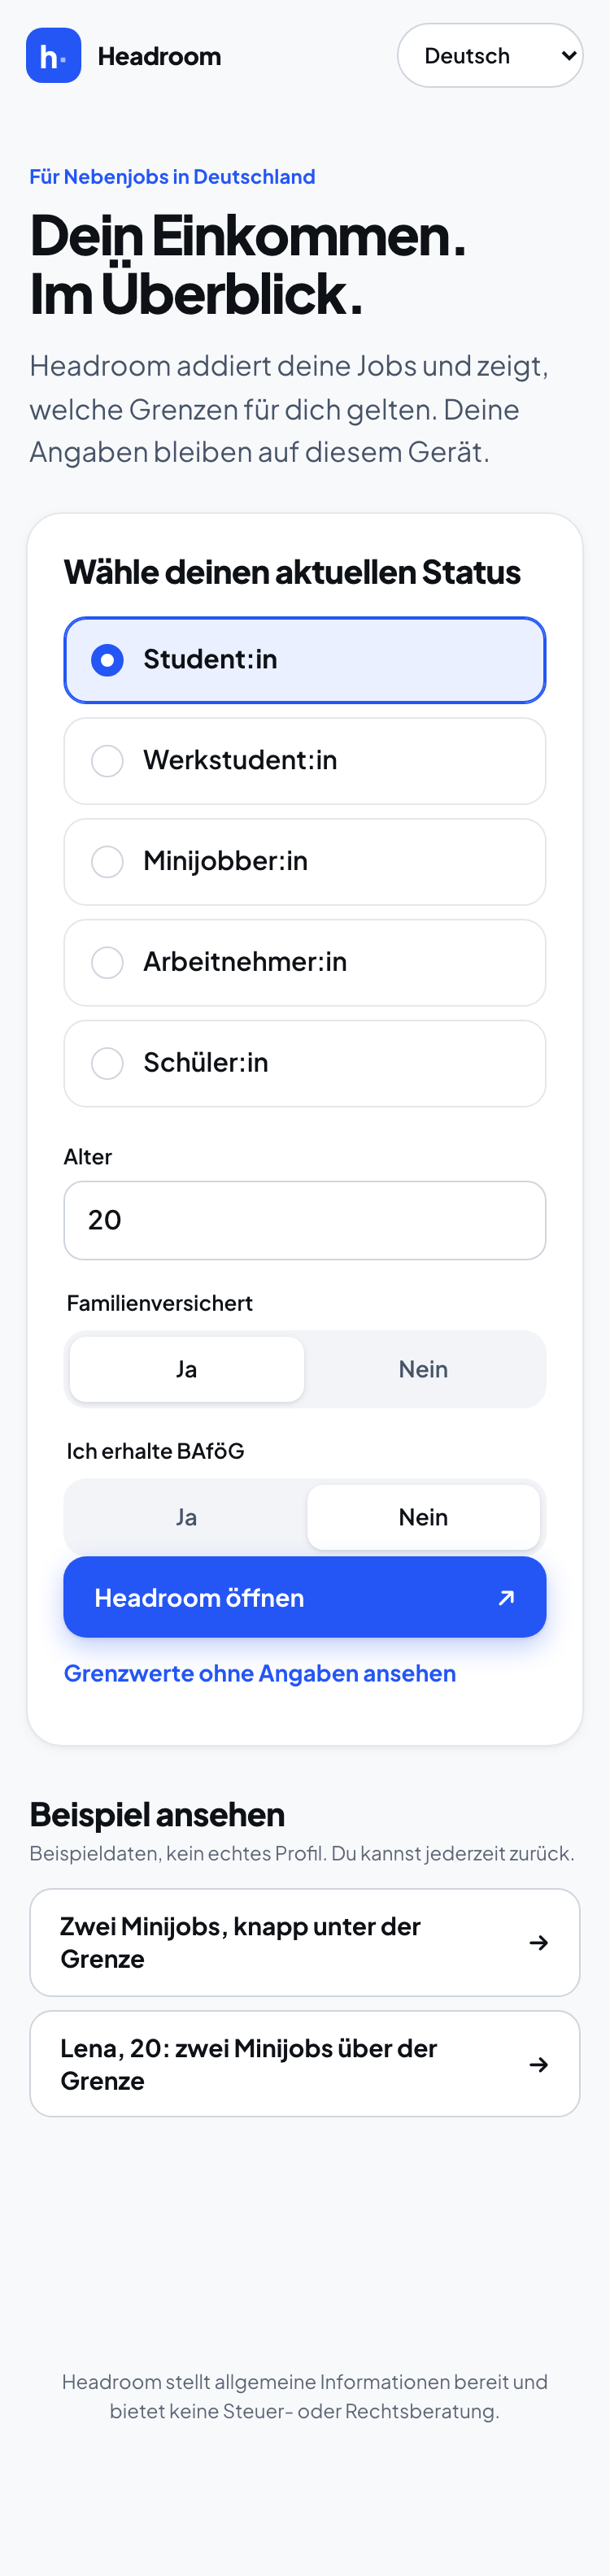 h.
Headroom
Deutsch
Für Nebenjobs in Deutschland
Dein Einkommen.
Im Überblick.
Headroom addiert deine Jobs und zeigt,
welche Grenzen für dich gelten. Deine
Angaben bleiben auf diesem Gerät.
Wähle deinen aktuellen Status
Student:in
Werkstudent:in
Minijobber:in
Arbeitnehmer:in
Schüler:in
Alter
20
Familienversichert
Ja
Nein
Ich erhalte BAföG
Ja
Nein
Headroom öffnen
Grenzwerte ohne Angaben ansehen
Beispiel ansehen
Beispieldaten, kein echtes Profil. Du kannst jederzeit zurück.
Zwei Minijobs, knapp unter der
Grenze
Lena, 20: zwei Minijobs über der
Grenze
Headroom stellt allgemeine Informationen bereit und
bietet keine Steuer- oder Rechtsberatung.